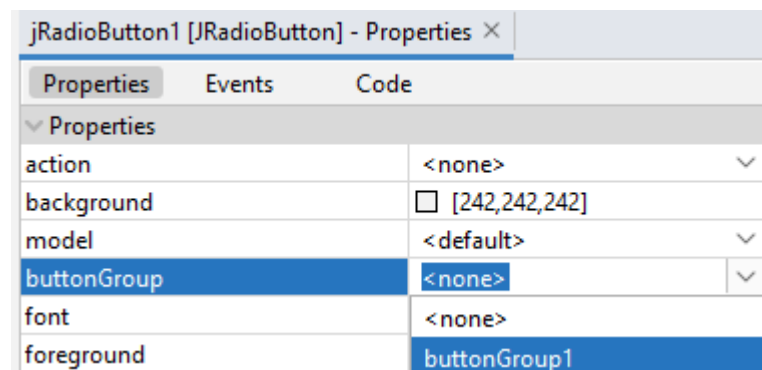 jRadioButton1 [JRadioButton] - Properties ×
Properties Events Code
Properties
action <none>
background [242,242,242]
model <default>
buttonGroup <none>
font <none>
foreground buttonGroup1